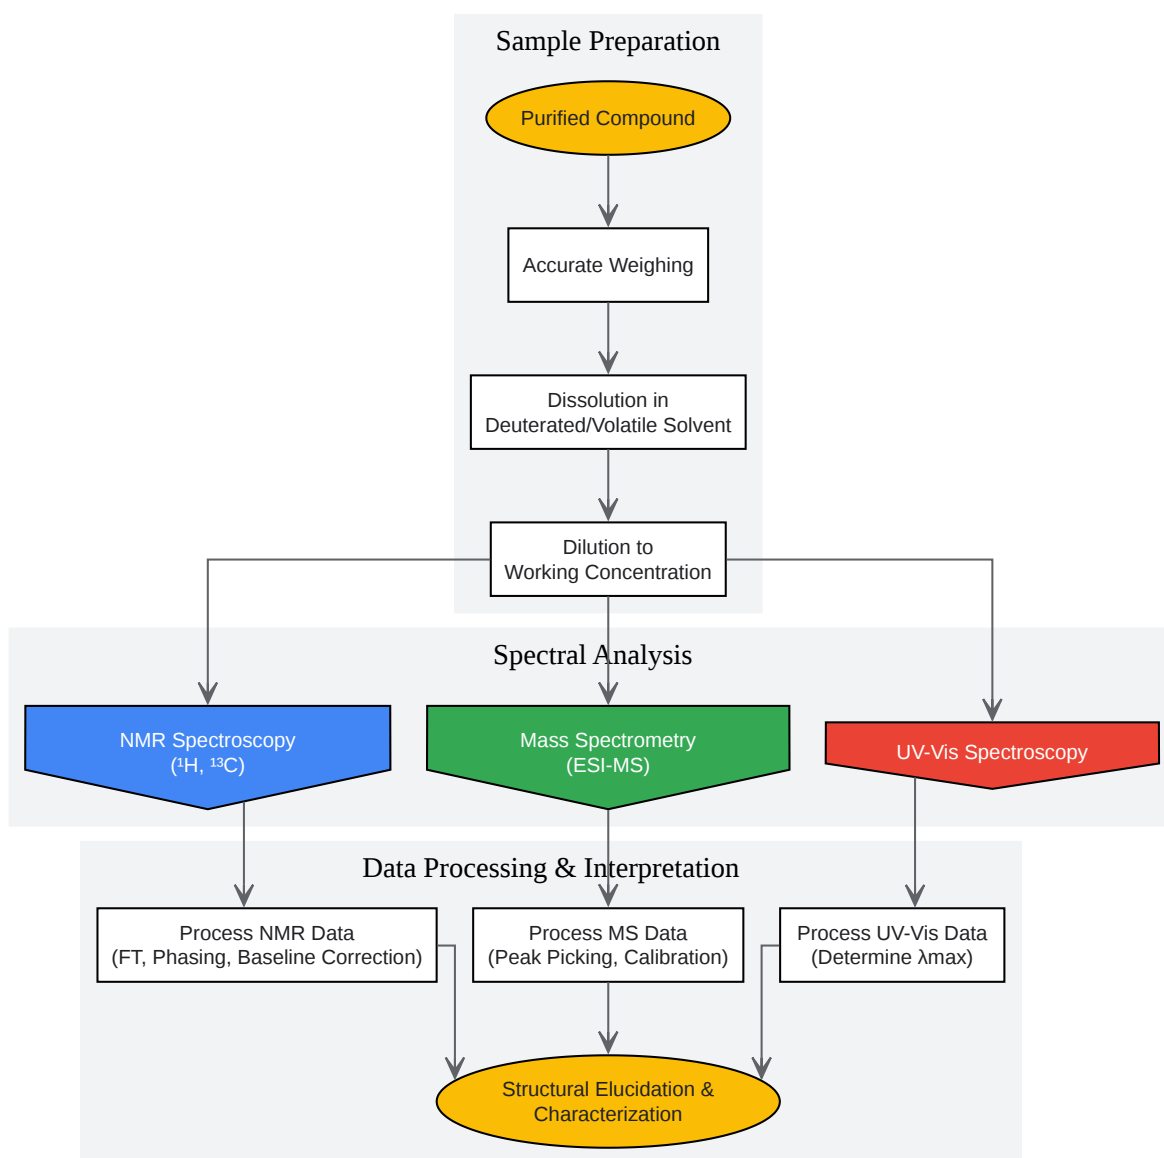 Sample Preparation
Purified Compound
Accurate Weighing
Dissolution in
Deuterated/Volatile Solvent
Dilution to
Working Concentration
Spectral Analysis
NMR Spectroscopy
(¹H, ¹³C)
Mass Spectrometry
(ESI-MS)
UV-Vis Spectroscopy
Data Processing & Interpretation
Process NMR Data
(FT, Phasing, Baseline Correction)
Process MS Data
(Peak Picking, Calibration)
Process UV-Vis Data
(Determine λmax)
Structural Elucidation &
Characterization